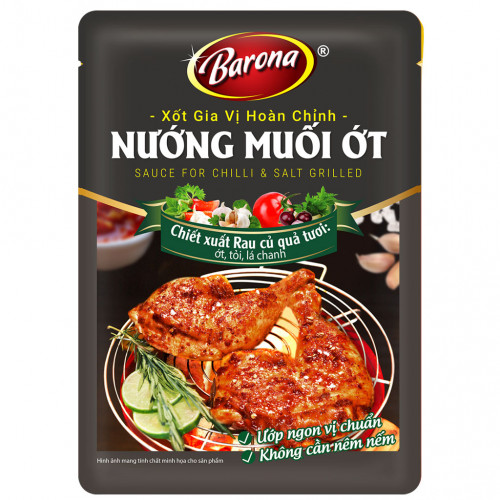 Barona ®
- Xốt Gia Vị Hoàn Chỉnh -
NƯỚNG MUỐI ỚT
SAUCE FOR CHILLI & SALT GRILLED
Chiết xuất Rau củ quả tươi:
ớt, tỏi, lá chanh
Ướp ngon vị chuẩn
Không cần nêm nếm
Hình ảnh mang tính chất minh họa cho sản phẩm